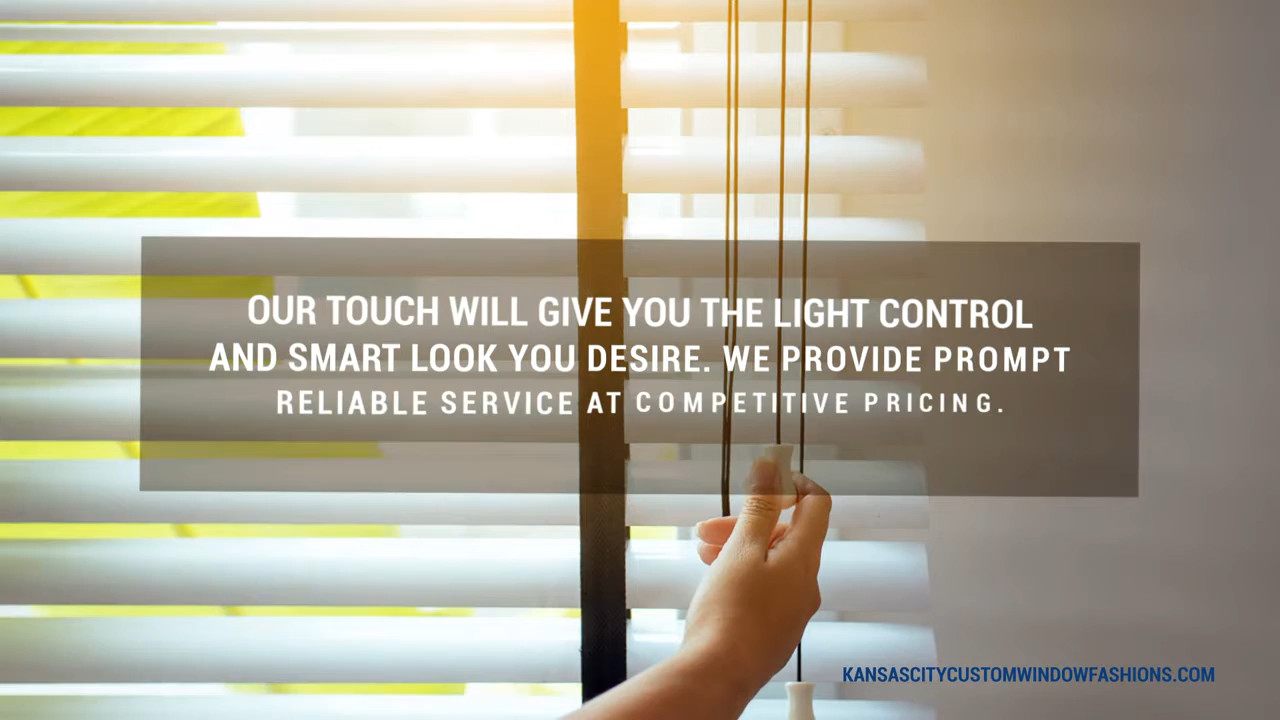 OUR TOUCH WILL GIVE YOU THE LIGHT CONTROL
AND SMART LOOK YOU DESIRE. WE PROVIDE PROMPT
RELIABLE SERVICE AT COMPETITIVE PRICING.
KANSASCITYCUSTOMWINDOWFASHIONS.COM